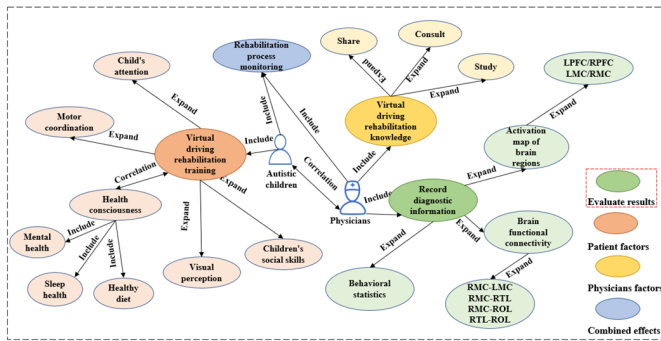 Rehabilitation
process
monitoring
Share
Consult
Study
LPFC/RPFC
LMC/RMC
Child's
attention
Expand
Expand
Expand
Expand
Include
Include
Virtual
driving
rehabilitation
knowledge
Activation
map of
brain
regions
Motor
coordination
Expand
Expand
Virtual
driving
rehabilitation
training
Include
Include
Expand
Correlation
Autistic
children
Correlation
Evaluate results
Health
consciousness
Expand
Expand
Physicians
Include
Record
diagnostic
information
Brain
functional
connectivity
Expand
Patient
factors
Mental
health
Include
Include
Include
Children's
social skills
Expand
Expand
Physicians
factors
Sleep
health
Healthy
diet
Visual
perception
Behavioral
statistics
RMC-LMC
RMC-RTL
RMC-ROL
RTL-ROL
Combined effects